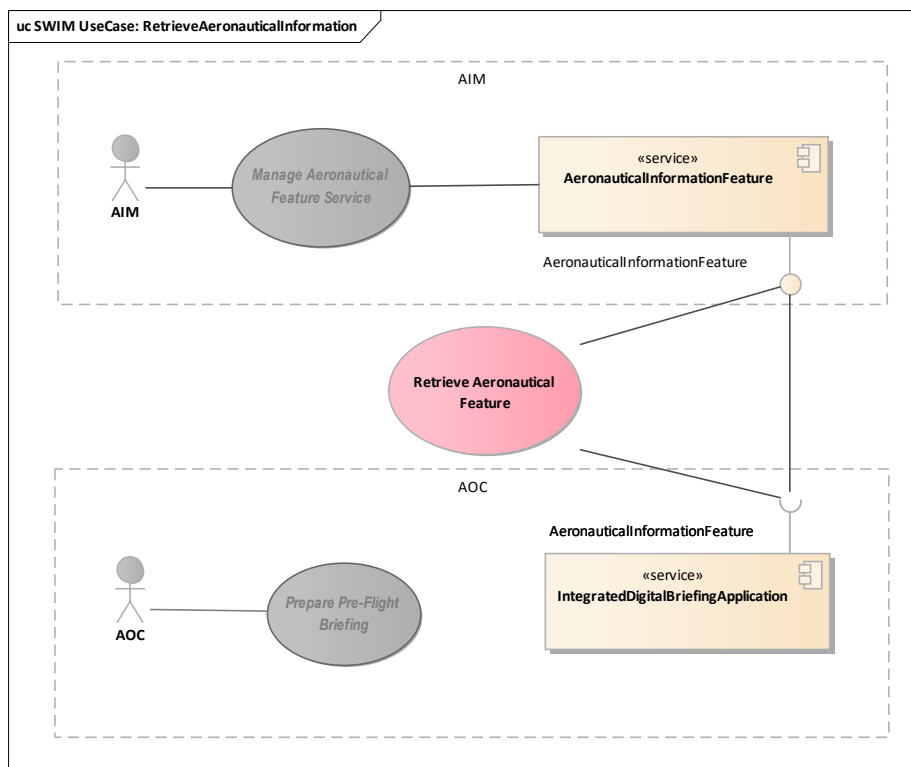 uc SWIM UseCase: RetrieveAeronauticalInformation
AIM
AIM
Manage Aeronautical
Feature Service
«service»
AeronauticalInformationFeature
AeronauticalInformationFeature
Retrieve Aeronautical
Feature
AOC
AOC
Prepare Pre-Flight
Briefing
AeronauticalInformationFeature
«service»
IntegratedDigitalBriefingApplication